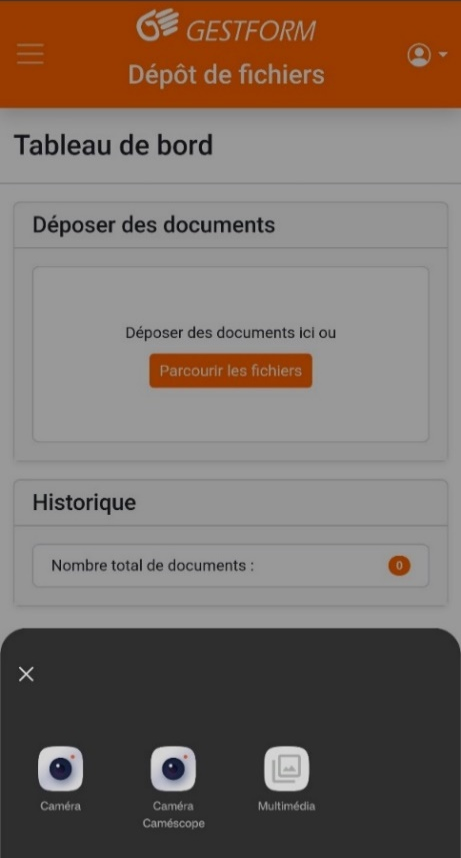 GESTFORM
Dépôt de fichiers
Tableau de bord
Déposer des documents
Déposer des documents ici ou
Parcourir les fichiers
Historique
Nombre total de documents : 0
Caméra
Caméra
Caméscope
Multimédia